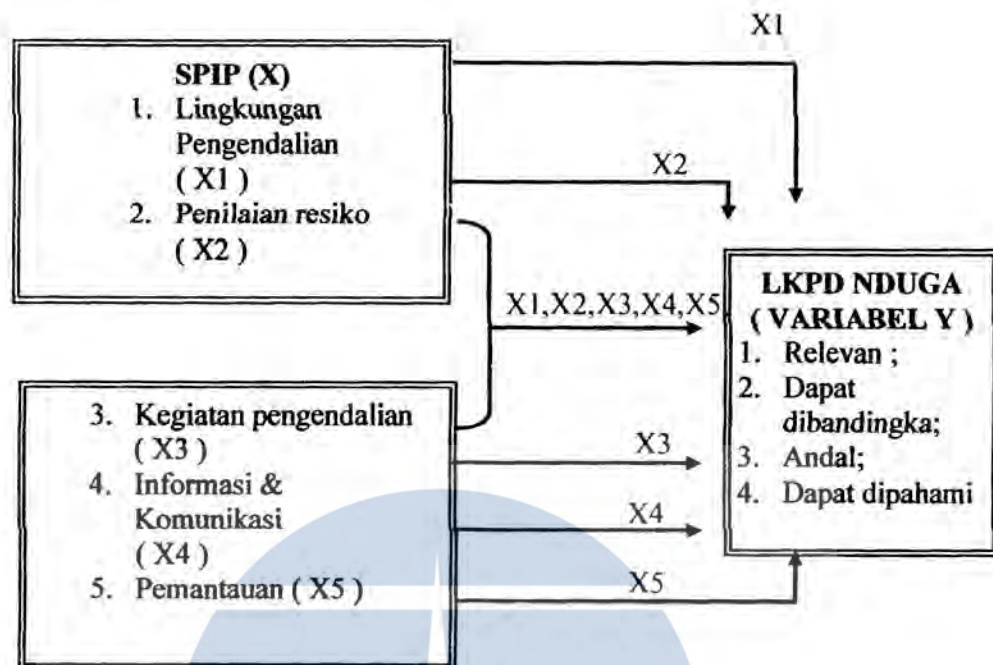 X1
SPIP (X)
1. Lingkungan
Pengendalian
( X1 )
2. Penilaian resiko
( X2 )
X2
X1,X2,X3,X4,X5
LKPD NDUGA
( VARIABEL Y )
1. Relevan ;
2. Dapat
dibandingka;
3. Andal;
4. Dapat dipahami
3. Kegiatan pengendalian
( X3 )
4. Informasi &
Komunikasi
( X4 )
5. Pemantauan ( X5 )
X3
X4
X5